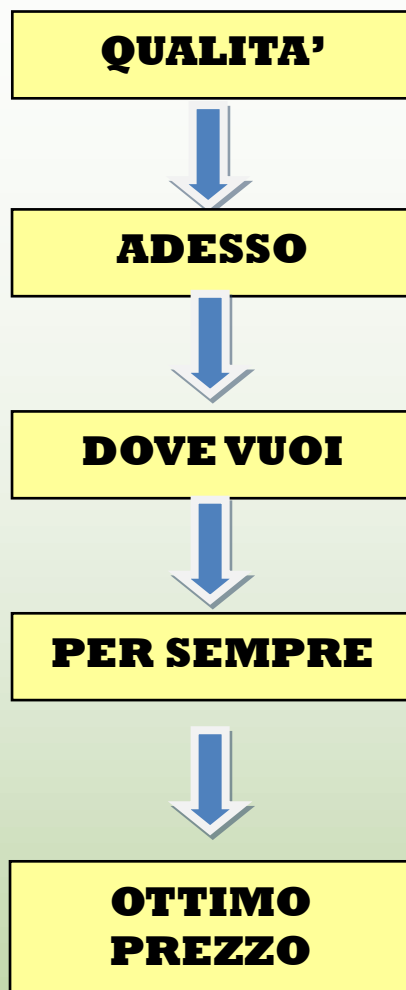 QUALITA’
ADESSO
DOVE VUOI
PER SEMPRE
OTTIMO
PREZZO